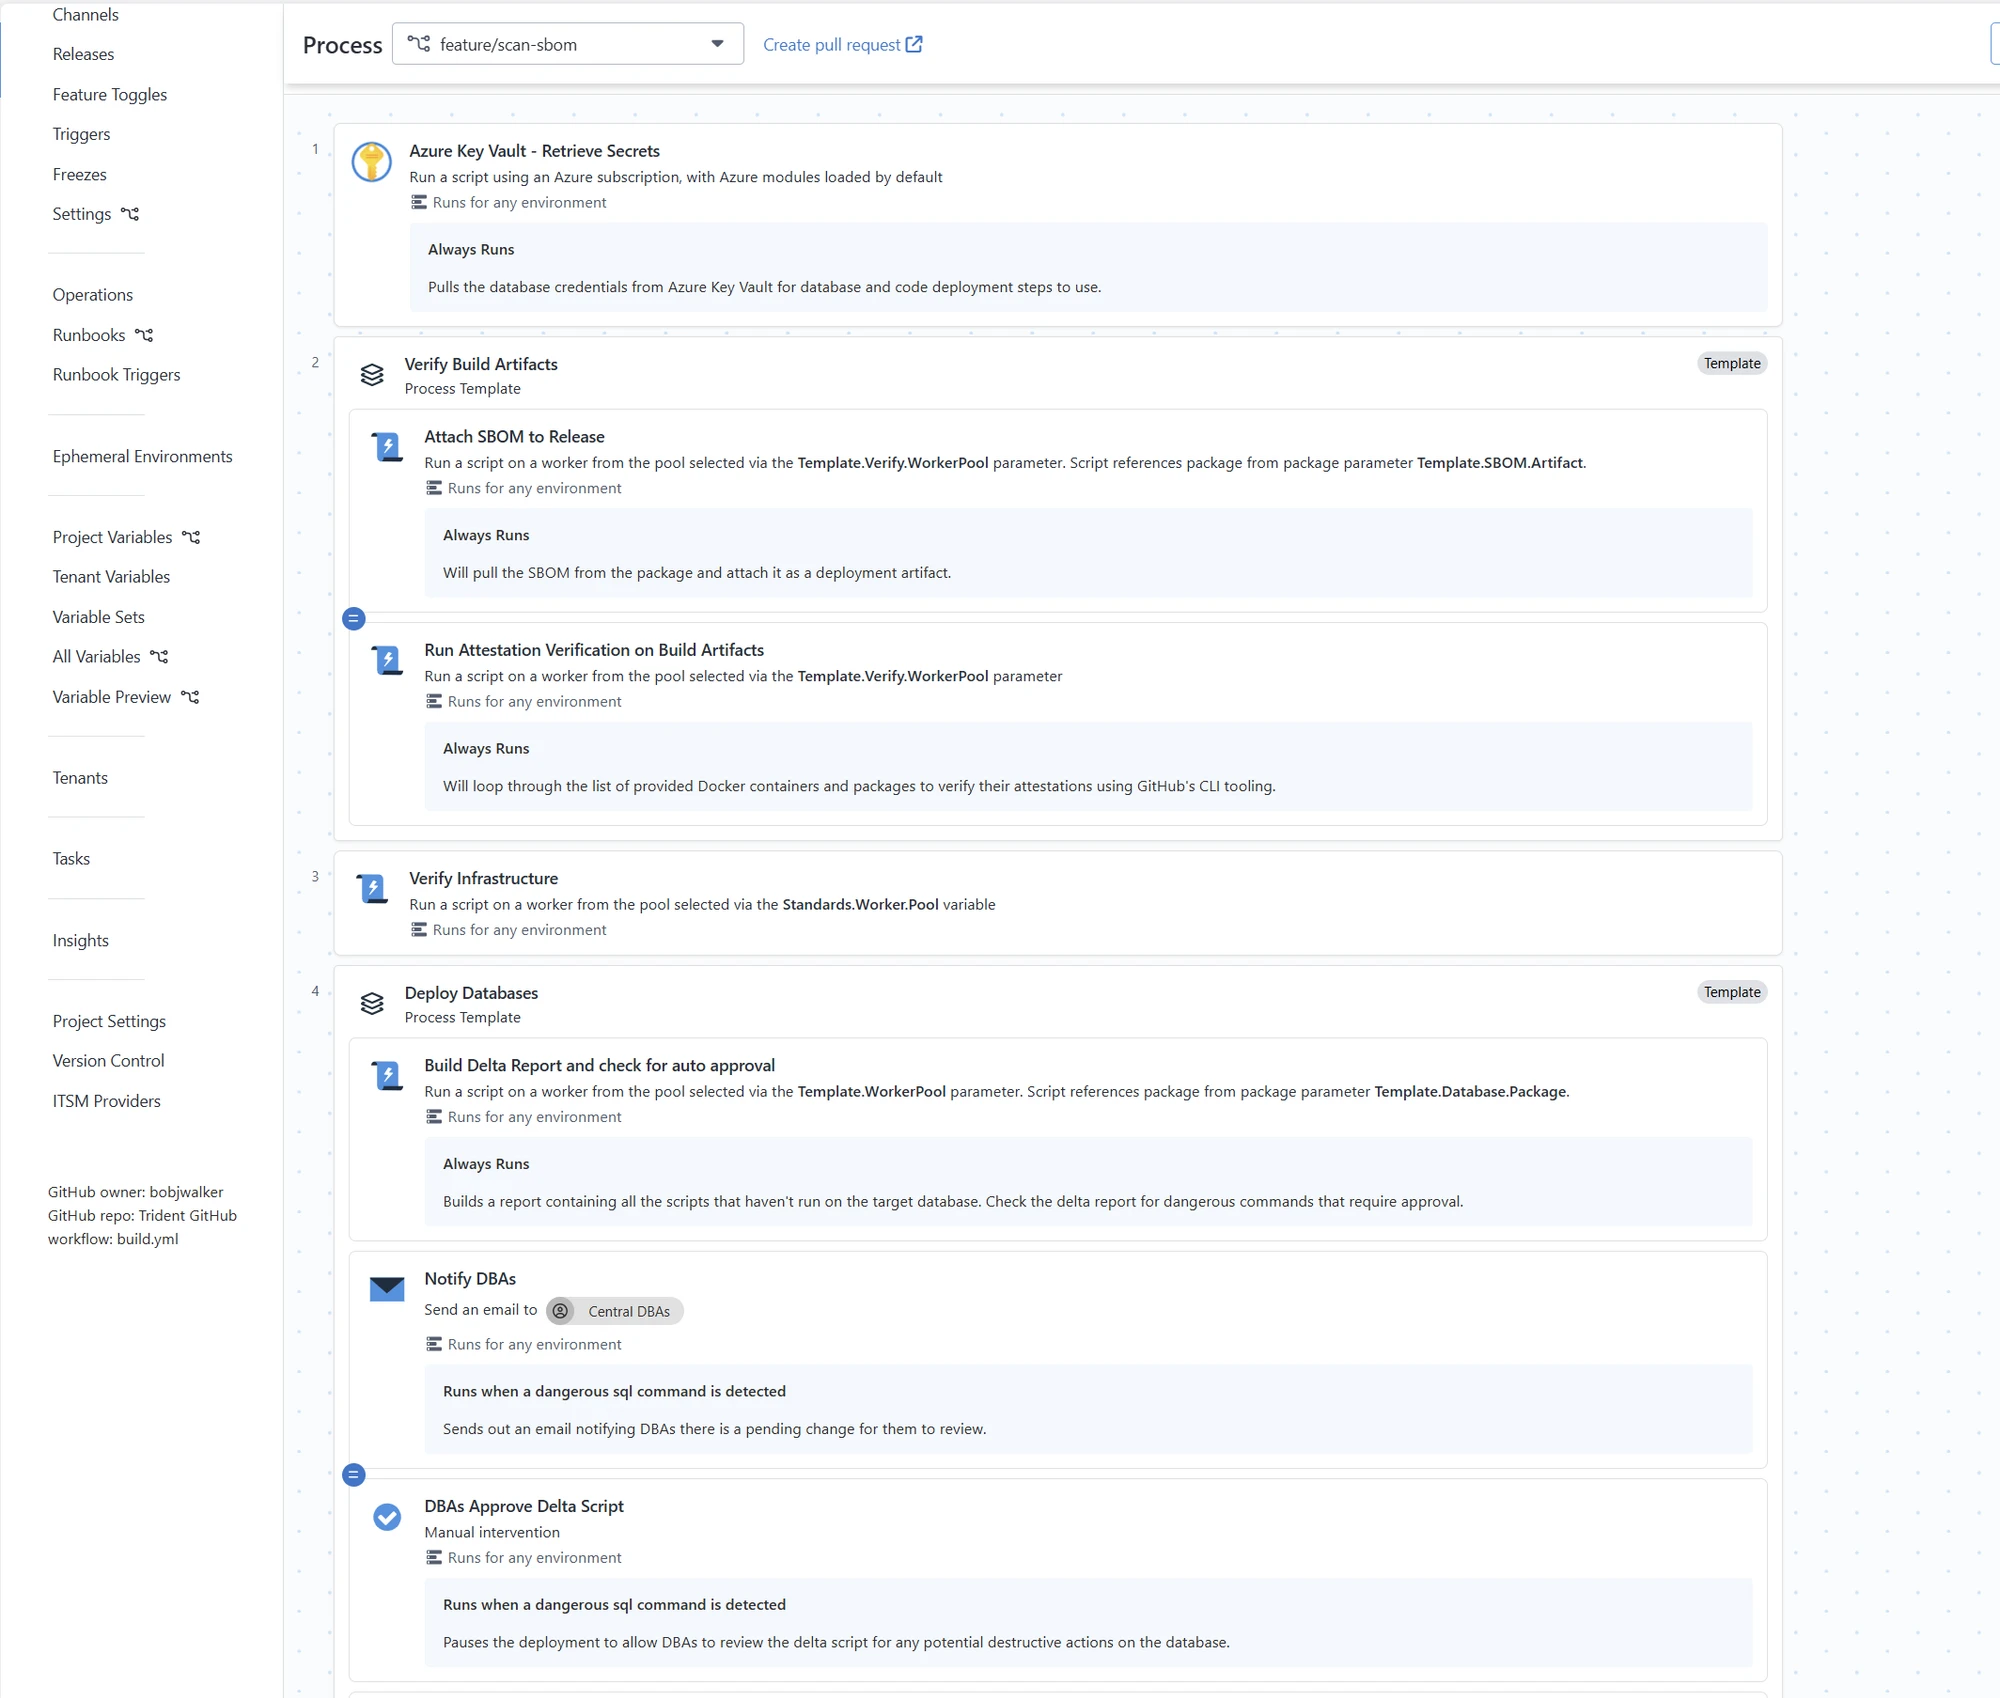 Channels
Releases
Feature Toggles
Triggers
Freezes
Settings
Operations
Runbooks
Runbook Triggers
Ephemeral Environments
Project Variables
Tenant Variables
Variable Sets
All Variables
Variable Preview
Tenants
Tasks
Insights
Project Settings
Version Control
ITSM Providers
GitHub owner: bobjwalker
GitHub repo: Trident GitHub
workflow: build.yml
Process
feature/scan-sbom
Create pull request
1
Azure Key Vault - Retrieve Secrets
Run a script using an Azure subscription, with Azure modules loaded by default
Runs for any environment
Always Runs
Pulls the database credentials from Azure Key Vault for database and code deployment steps to use.
2
Verify Build Artifacts
Template
Process Template
Attach SBOM to Release
Run a script on a worker from the pool selected via the Template.Verify.WorkerPool parameter. Script references package from package parameter Template.SBOM.Artifact.
Runs for any environment
Always Runs
Will pull the SBOM from the package and attach it as a deployment artifact.
Run Attestation Verification on Build Artifacts
Run a script on a worker from the pool selected via the Template.Verify.WorkerPool parameter
Runs for any environment
Always Runs
Will loop through the list of provided Docker containers and packages to verify their attestations using GitHub's CLI tooling.
3
Verify Infrastructure
Run a script on a worker from the pool selected via the Standards.Worker.Pool variable
Runs for any environment
4
Deploy Databases
Template
Process Template
Build Delta Report and check for auto approval
Run a script on a worker from the pool selected via the Template.WorkerPool parameter. Script references package from package parameter Template.Database.Package.
Runs for any environment
Always Runs
Builds a report containing all the scripts that haven't run on the target database. Check the delta report for dangerous commands that require approval.
Notify DBAs
Send an email to Central DBAs
Runs for any environment
Runs when a dangerous sql command is detected
Sends out an email notifying DBAs there is a pending change for them to review.
DBAs Approve Delta Script
Manual intervention
Runs for any environment
Runs when a dangerous sql command is detected
Pauses the deployment to allow DBAs to review the delta script for any potential destructive actions on the database.